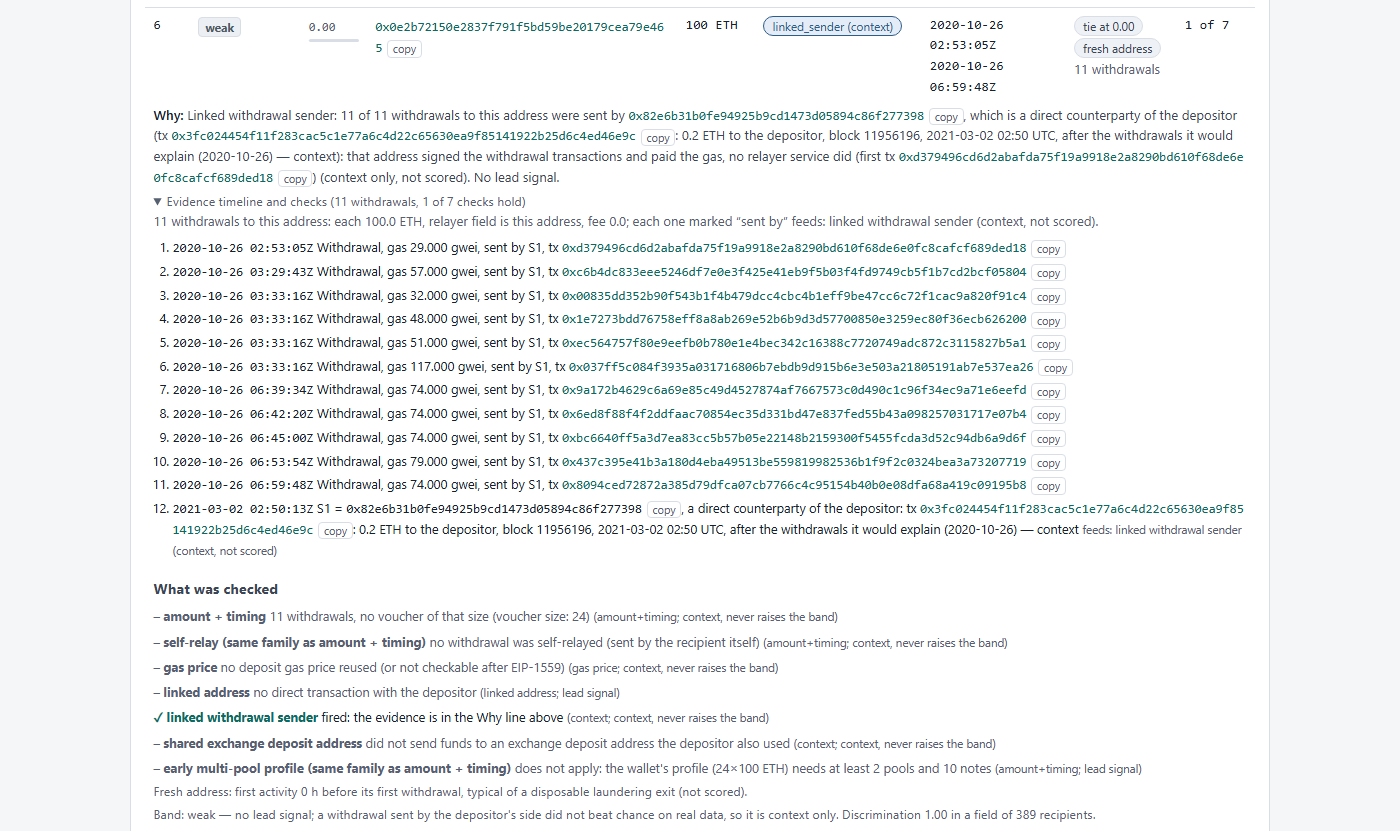 6 weak 0.00 0x0e2b72150e2837f791f5bd59be20179cea79e46 100 ETH linked_sender (context) 2020-10-26 tie at 0.00 1 of 7
5 copy 02:53:05Z fresh address
2020-10-26 11 withdrawals
06:59:48Z
Why: Linked withdrawal sender: 11 of 11 withdrawals to this address were sent by 0x82e6b31b0fe94925b9cd1473d05894c86f277398 copy, which is a direct counterparty of the depositor
(tx 0x3fc024454f11f283cac5c1e77a6c4d22c65630ea9f85141922b25d6c4ed46e9c copy: 0.2 ETH to the depositor, block 11956196, 2021-03-02 02:50 UTC, after the withdrawals it would
explain (2020-10-26) — context): that address signed the withdrawal transactions and paid the gas, no relayer service did (first tx 0xd379496cd6d2abafda75f19a9918e2a8290bd610f68de6e
0fc8cafcf689ded18 copy) (context only, not scored). No lead signal.
▼ Evidence timeline and checks (11 withdrawals, 1 of 7 checks hold)
11 withdrawals to this address: each 100.0 ETH, relayer field is this address, fee 0.0; each one marked “sent by” feeds: linked withdrawal sender (context, not scored).
1. 2020-10-26 02:53:05Z Withdrawal, gas 29.000 gwei, sent by S1, tx 0xd379496cd6d2abafda75f19a9918e2a8290bd610f68de6e0fc8cafcf689ded18 copy
2. 2020-10-26 03:29:43Z Withdrawal, gas 57.000 gwei, sent by S1, tx 0xc6b4dc833eee5246df7e0e3f425e41eb9f5b03f4fd9749cb5f1b7cd2bcf05804 copy
3. 2020-10-26 03:33:16Z Withdrawal, gas 32.000 gwei, sent by S1, tx 0x00835dd352b90f543b1f4b479dcc4cbc4b1eff9be47cc6c72f1cac9a820f91c4 copy
4. 2020-10-26 03:33:16Z Withdrawal, gas 48.000 gwei, sent by S1, tx 0x1e7273bdd76758eff8a8ab269e52b6b9d3d57700850e3259ec80f36ecb626200 copy
5. 2020-10-26 03:33:16Z Withdrawal, gas 51.000 gwei, sent by S1, tx 0xec564757f80e9eefb0b780e1e4bec342c16388c7720749adc872c3115827b5a1 copy
6. 2020-10-26 03:33:16Z Withdrawal, gas 117.000 gwei, sent by S1, tx 0x037ff5c084f3935a031716806b7ebdb9d915b6e3e503a21805191ab7e537ea26 copy
7. 2020-10-26 06:39:34Z Withdrawal, gas 74.000 gwei, sent by S1, tx 0x9a172b4629c6a69e85c49d4527874af7667573c0d490c1c96f34ec9a71e6eefd copy
8. 2020-10-26 06:42:20Z Withdrawal, gas 74.000 gwei, sent by S1, tx 0x6ed8f88f4f2ddfaac70854ec35d331bd47e837fed55b43a098257031717e07b4 copy
9. 2020-10-26 06:45:00Z Withdrawal, gas 74.000 gwei, sent by S1, tx 0xbc6640ff5a3d7ea83cc5b57b05e22148b2159300f5455fcda3d52c94db6a9d6f copy
10. 2020-10-26 06:53:54Z Withdrawal, gas 79.000 gwei, sent by S1, tx 0x437c395e41b3a180d4eba49513be559819982536b1f9f2c0324bea3a73207719 copy
11. 2020-10-26 06:59:48Z Withdrawal, gas 74.000 gwei, sent by S1, tx 0x8094ced72872a385d79dfca07cb7766c4c95154b40b0e08dfa68a419c09195b8 copy
12. 2021-03-02 02:50:13Z S1 = 0x82e6b31b0fe94925b9cd1473d05894c86f277398 copy, a direct counterparty of the depositor: tx 0x3fc024454f11f283cac5c1e77a6c4d22c65630ea9f85
141922b25d6c4ed46e9c copy: 0.2 ETH to the depositor, block 11956196, 2021-03-02 02:50 UTC, after the withdrawals it would explain (2020-10-26) — context feeds: linked withdrawal sender
(context, not scored)
What was checked
– amount + timing 11 withdrawals, no voucher of that size (voucher size: 24) (amount+timing; context, never raises the band)
– self-relay (same family as amount + timing) no withdrawal was self-relayed (sent by the recipient itself) (amount+timing; context, never raises the band)
– gas price no deposit gas price reused (or not checkable after EIP-1559) (gas price; context, never raises the band)
– linked address no direct transaction with the depositor (linked address; lead signal)
✓ linked withdrawal sender fired: the evidence is in the Why line above (context; context, never raises the band)
– shared exchange deposit address did not send funds to an exchange deposit address the depositor also used (context; context, never raises the band)
– early multi-pool profile (same family as amount + timing) does not apply: the wallet's profile (24×100 ETH) needs at least 2 pools and 10 notes (amount+timing; lead signal)
Fresh address: first activity 0 h before its first withdrawal, typical of a disposable laundering exit (not scored).
Band: weak — no lead signal; a withdrawal sent by the depositor's side did not beat chance on real data, so it is context only. Discrimination 1.00 in a field of 389 recipients.